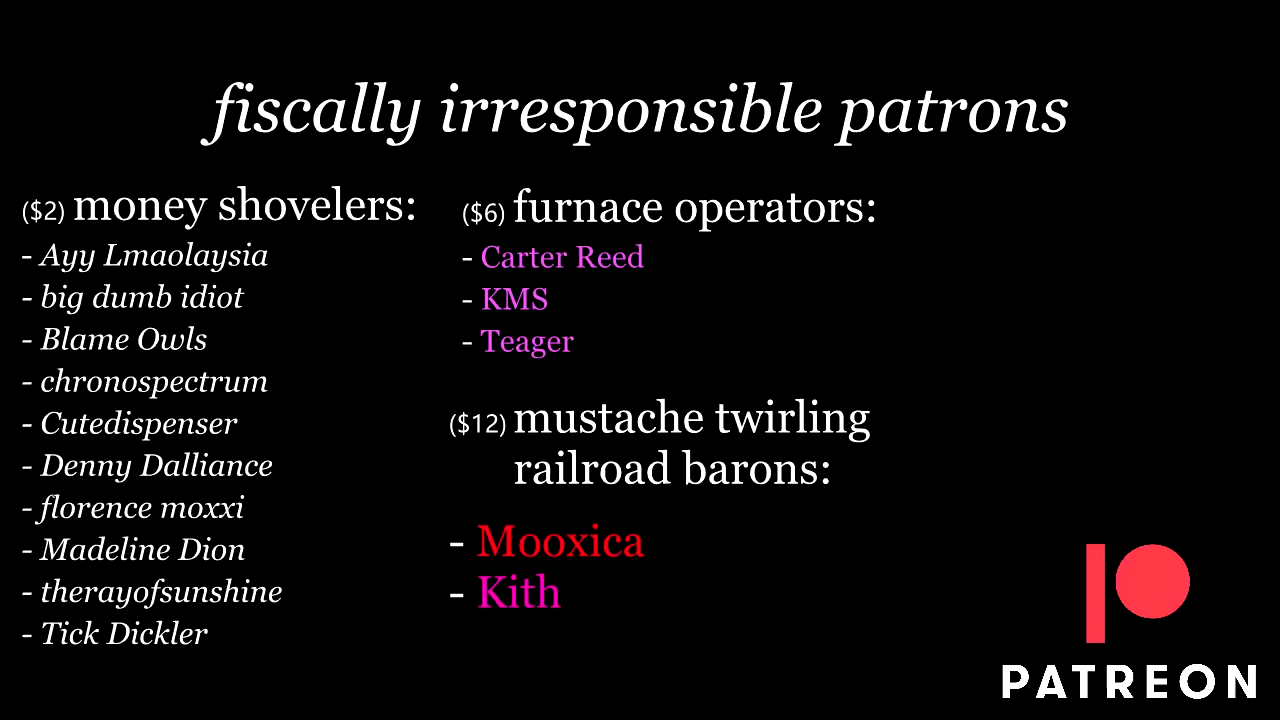 fiscally irresponsible patrons
($2) money shovelers:
- Ayy Lmaolaysia
- big dumb idiot
- Blame Owls
- chronospectrum
- Cutedispenser
- Denny Dalliance
- florence moxxi
- Madeline Dion
- therayofsunshine
- Tick Dickler
($6) furnace operators:
- Carter Reed
- KMS
- Teager
($12) mustache twirling
railroad barons:
- Mooxica
- Kith
PATREON